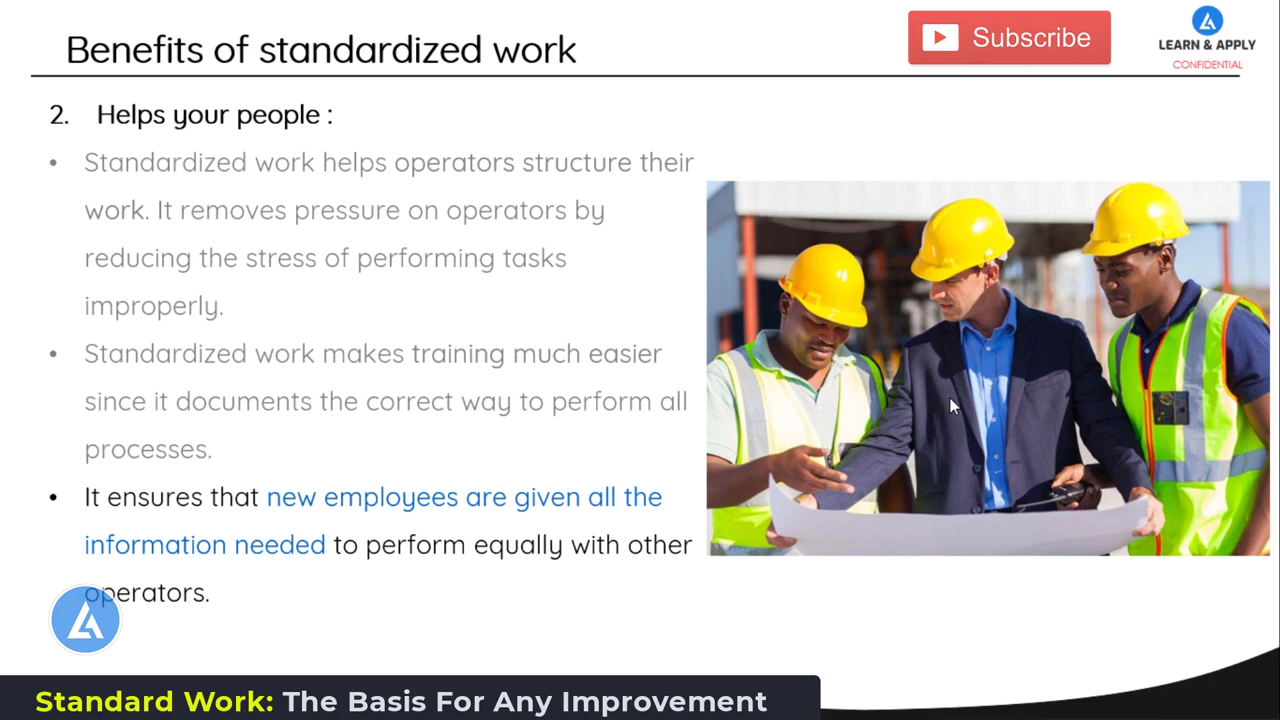 Benefits of standardized work
Subscribe
LEARN & APPLY
CONFIDENTIAL
2. Helps your people :
• Standardized work helps operators structure their
work. It removes pressure on operators by
reducing the stress of performing tasks
improperly.
• Standardized work makes training much easier
since it documents the correct way to perform all
processes.
• It ensures that new employees are given all the
information needed to perform equally with other
operators.
Standard Work: The Basis For Any Improvement